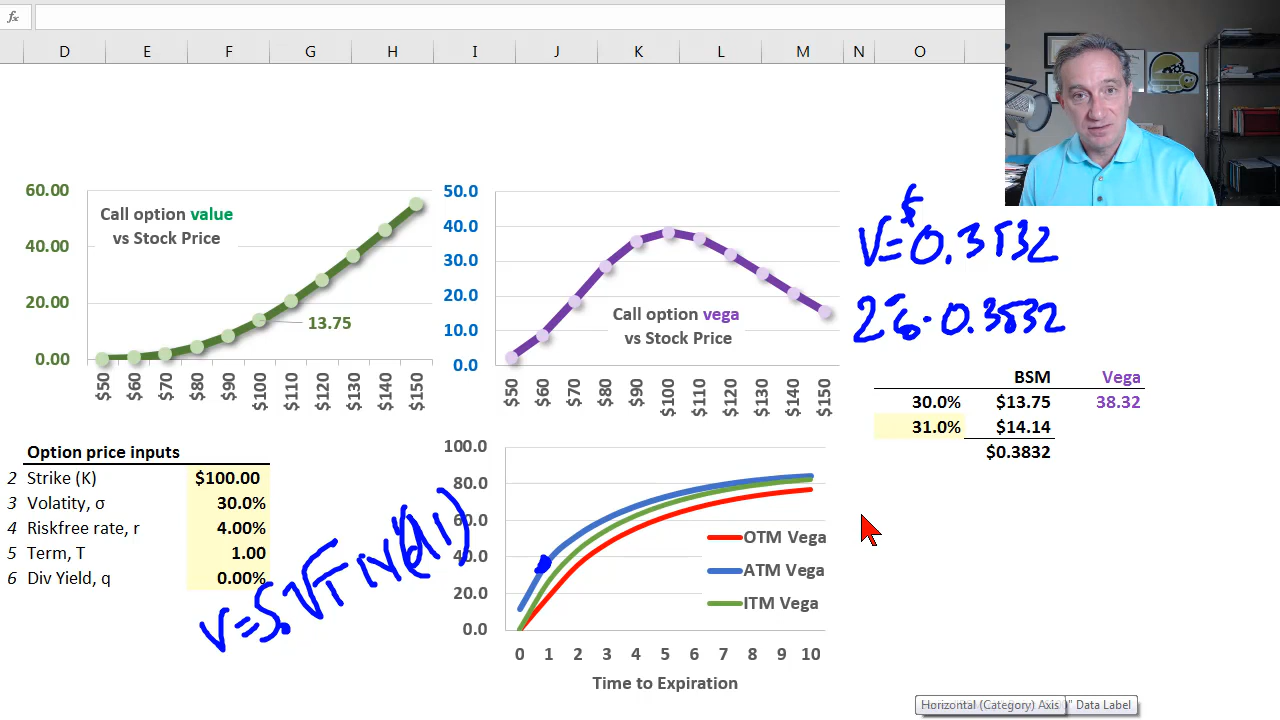 fx
D E F G H I J K L M N O
60.00
40.00
20.00
0.00
Call option value
vs Stock Price
13.75
$50 $60 $70 $80 $90 $100 $110 $120 $130 $140 $150
50.0
40.0
30.0
20.0
10.0
0.0
Call option vega
vs Stock Price
$50 $60 $70 $80 $90 $100 $110 $120 $130 $140 $150
V=$0.3532
0.3832
BSM Vega
30.0% $13.75 38.32
31.0% $14.14
$0.3832
Option price inputs
2 Strike (K) $100.00
3 Volatity, σ 30.0%
4 Riskfree rate, r 4.00%
5 Term, T 1.00
6 Div Yield, q 0.00%
V=S.√T N'(d1)
100.0
80.0
60.0
40.0
20.0
0.0
OTM Vega
ATM Vega
ITM Vega
0 1 2 3 4 5 6 7 8 9 10
Time to Expiration
Horizontal (Category) Axis
" Data Label